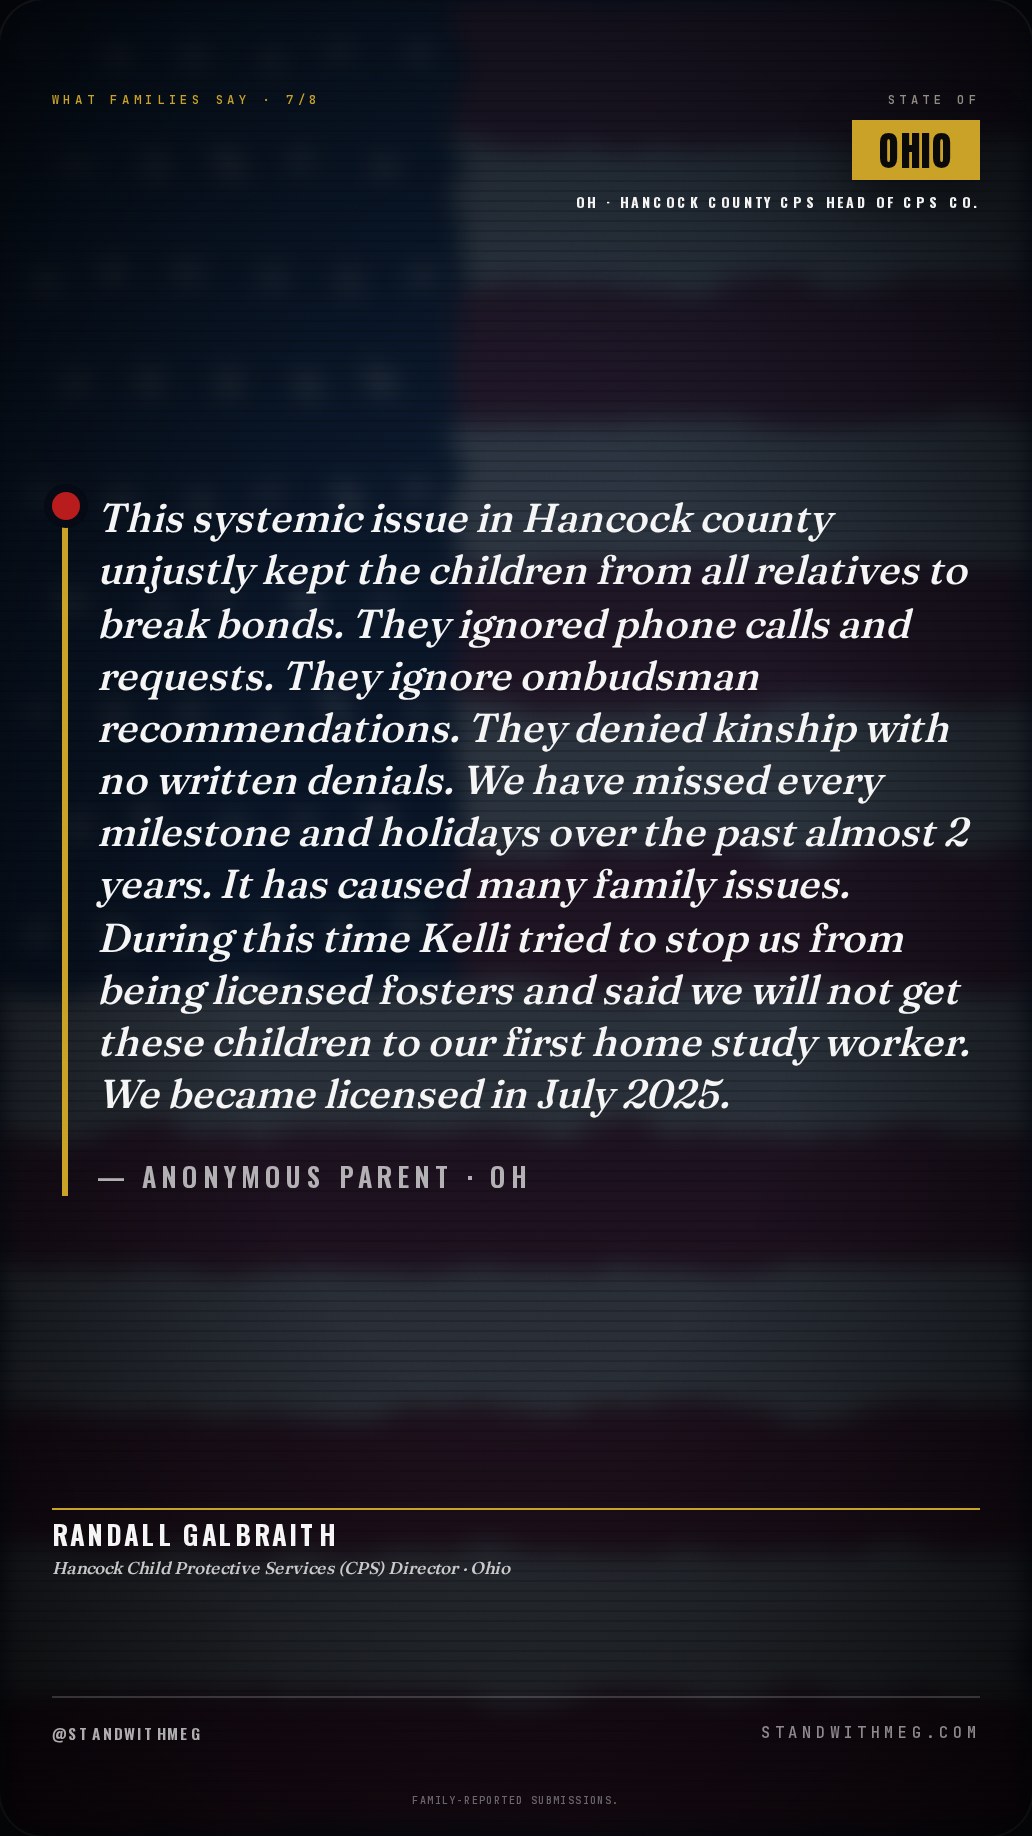 WHAT FAMILIES SAY · 7/8
STATE OF
OHIO
OH · HANCOCK COUNTY CPS HEAD OF CPS CO.
This systemic issue in Hancock county
unjustly kept the children from all relatives to
break bonds. They ignored phone calls and
requests. They ignore ombudsman
recommendations. They denied kinship with
no written denials. We have missed every
milestone and holidays over the past almost 2
years. It has caused many family issues.
During this time Kelli tried to stop us from
being licensed fosters and said we will not get
these children to our first home study worker.
We became licensed in July 2025.
— ANONYMOUS PARENT · OH
RANDALL GALBRAITH
Hancock Child Protective Services (CPS) Director · Ohio
@STANDWITHMEG
STANDWITHMEG.COM
FAMILY-REPORTED SUBMISSIONS.